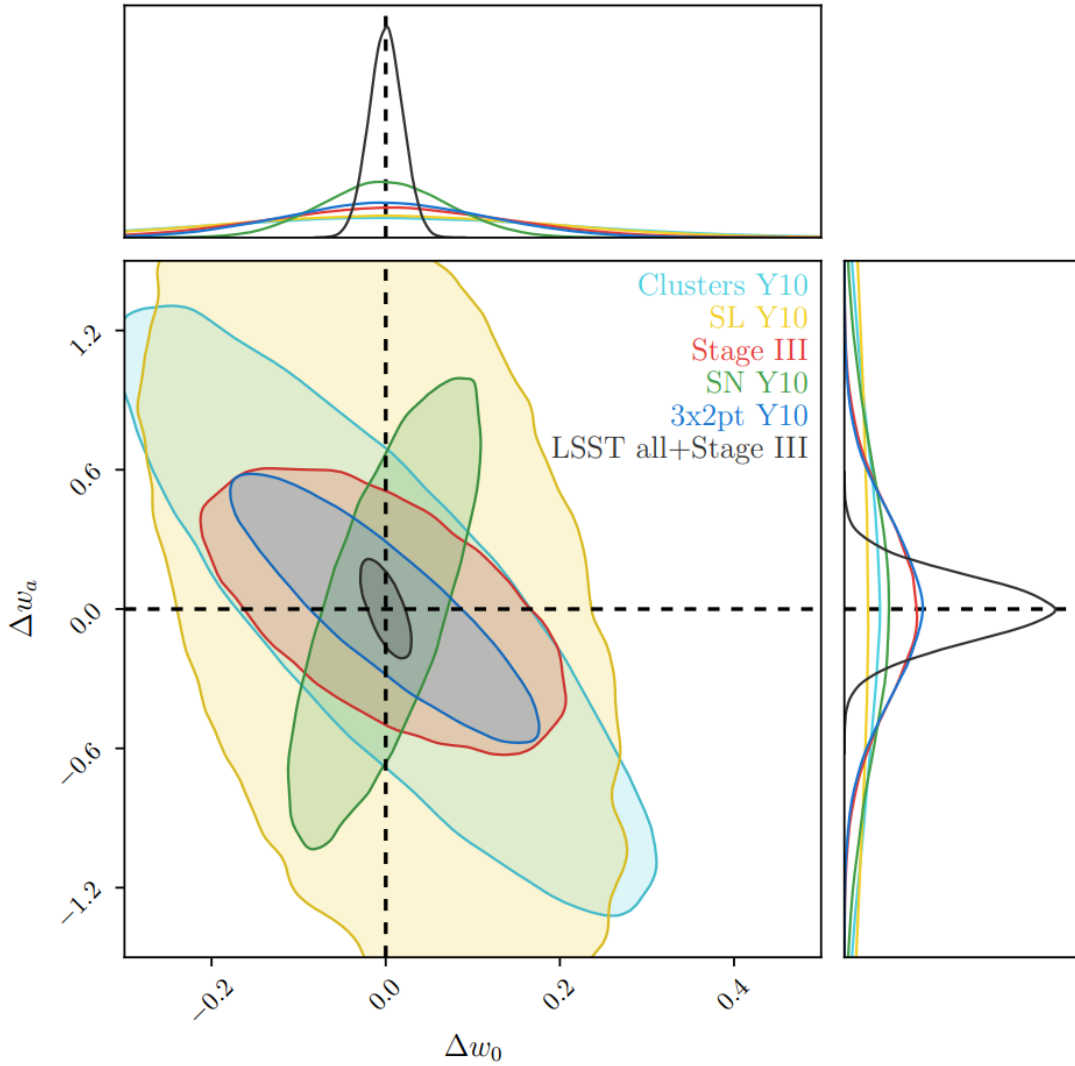 Clusters Y10
SL Y10
Stage III
SN Y10
3x2pt Y10
LSST all+Stage III
1.2
0.6
0.0
−0.6
−1.2
Δw_a
−0.2
0.0
0.2
0.4
Δw_0